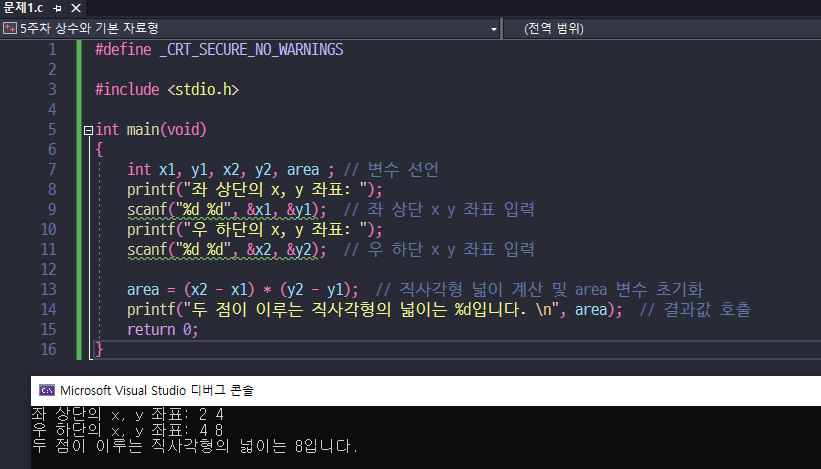 문제1.c
5주차 상수와 기본 자료형 (전역 범위)
1 #define _CRT_SECURE_NO_WARNINGS
2
3 #include <stdio.h>
4
5 int main(void)
6 {
7 int x1, y1, x2, y2, area ; // 변수 선언
8 printf("좌 상단의 x, y 좌표: ");
9 scanf("%d %d", &x1, &y1); // 좌 상단 x y 좌표 입력
10 printf("우 하단의 x, y 좌표: ");
11 scanf("%d %d", &x2, &y2); // 우 하단 x y 좌표 입력
12
13 area = (x2 - x1) * (y2 - y1); // 직사각형 넓이 계산 및 area 변수 초기화
14 printf("두 점이 이루는 직사각형의 넓이는 %d입니다. \n", area); // 결과값 호출
15 return 0;
16 }
Microsoft Visual Studio 디버그 콘솔
좌 상단의 x, y 좌표: 2 4
우 하단의 x, y 좌표: 4 8
두 점이 이루는 직사각형의 넓이는 8입니다.